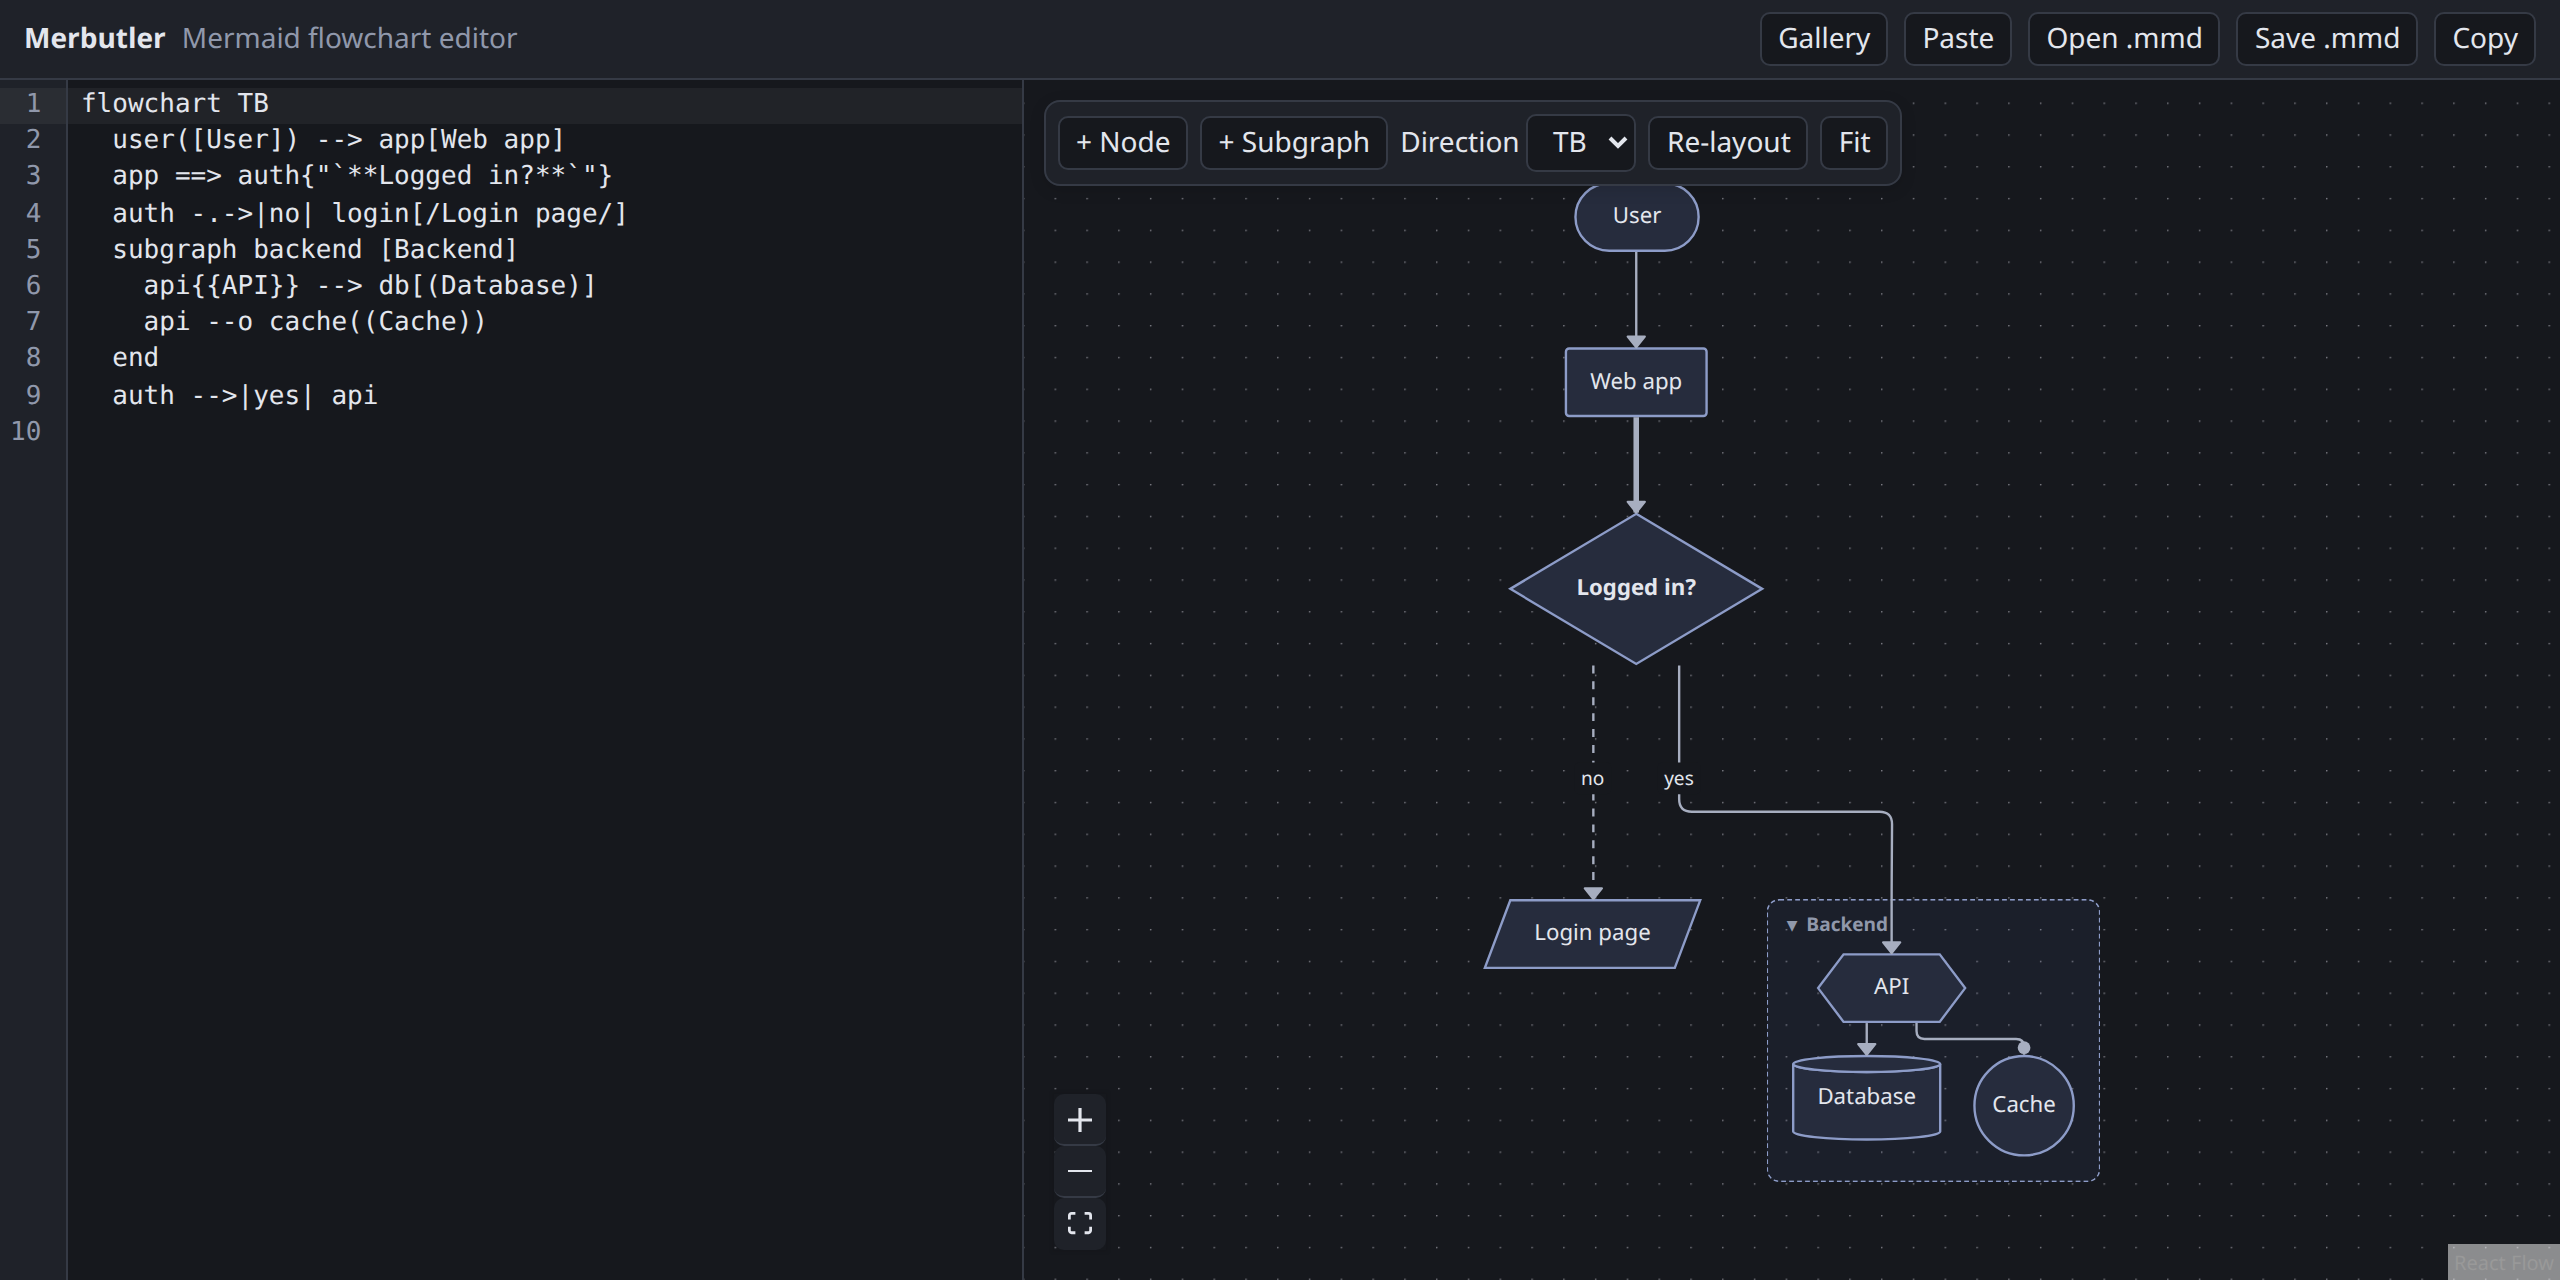 Merbutler Mermaid flowchart editor
Gallery Paste Open .mmd Save .mmd Copy
1 flowchart TB
2   user([User]) --> app[Web app]
3   app ==> auth{"`**Logged in?**`"}
4   auth -.->|no| login[/Login page/]
5   subgraph backend [Backend]
6     api{{API}} --> db[(Database)]
7     api --o cache((Cache))
8   end
9   auth -->|yes| api
10
+ Node + Subgraph Direction TB Re-layout Fit
User
Web app
Logged in?
no yes
Login page
▼ Backend
API
Database
Cache
React Flow